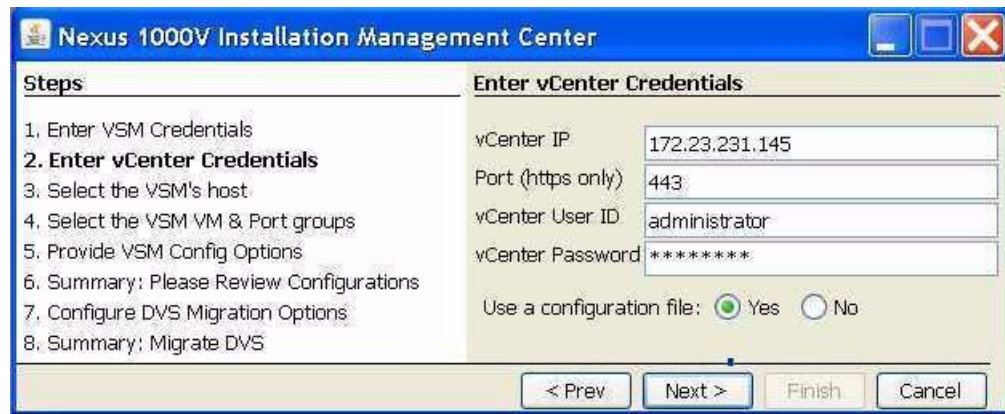 Nexus 1000V Installation Management Center
Steps
1. Enter VSM Credentials
2. Enter vCenter Credentials
3. Select the VSM's host
4. Select the VSM VM & Port groups
5. Provide VSM Config Options
6. Summary: Please Review Configurations
7. Configure DVS Migration Options
8. Summary: Migrate DVS
Enter vCenter Credentials
vCenter IP 172.23.231.145
Port (https only) 443
vCenter User ID administrator
vCenter Password ********
Use a configuration file: Yes No
< Prev Next > Finish Cancel